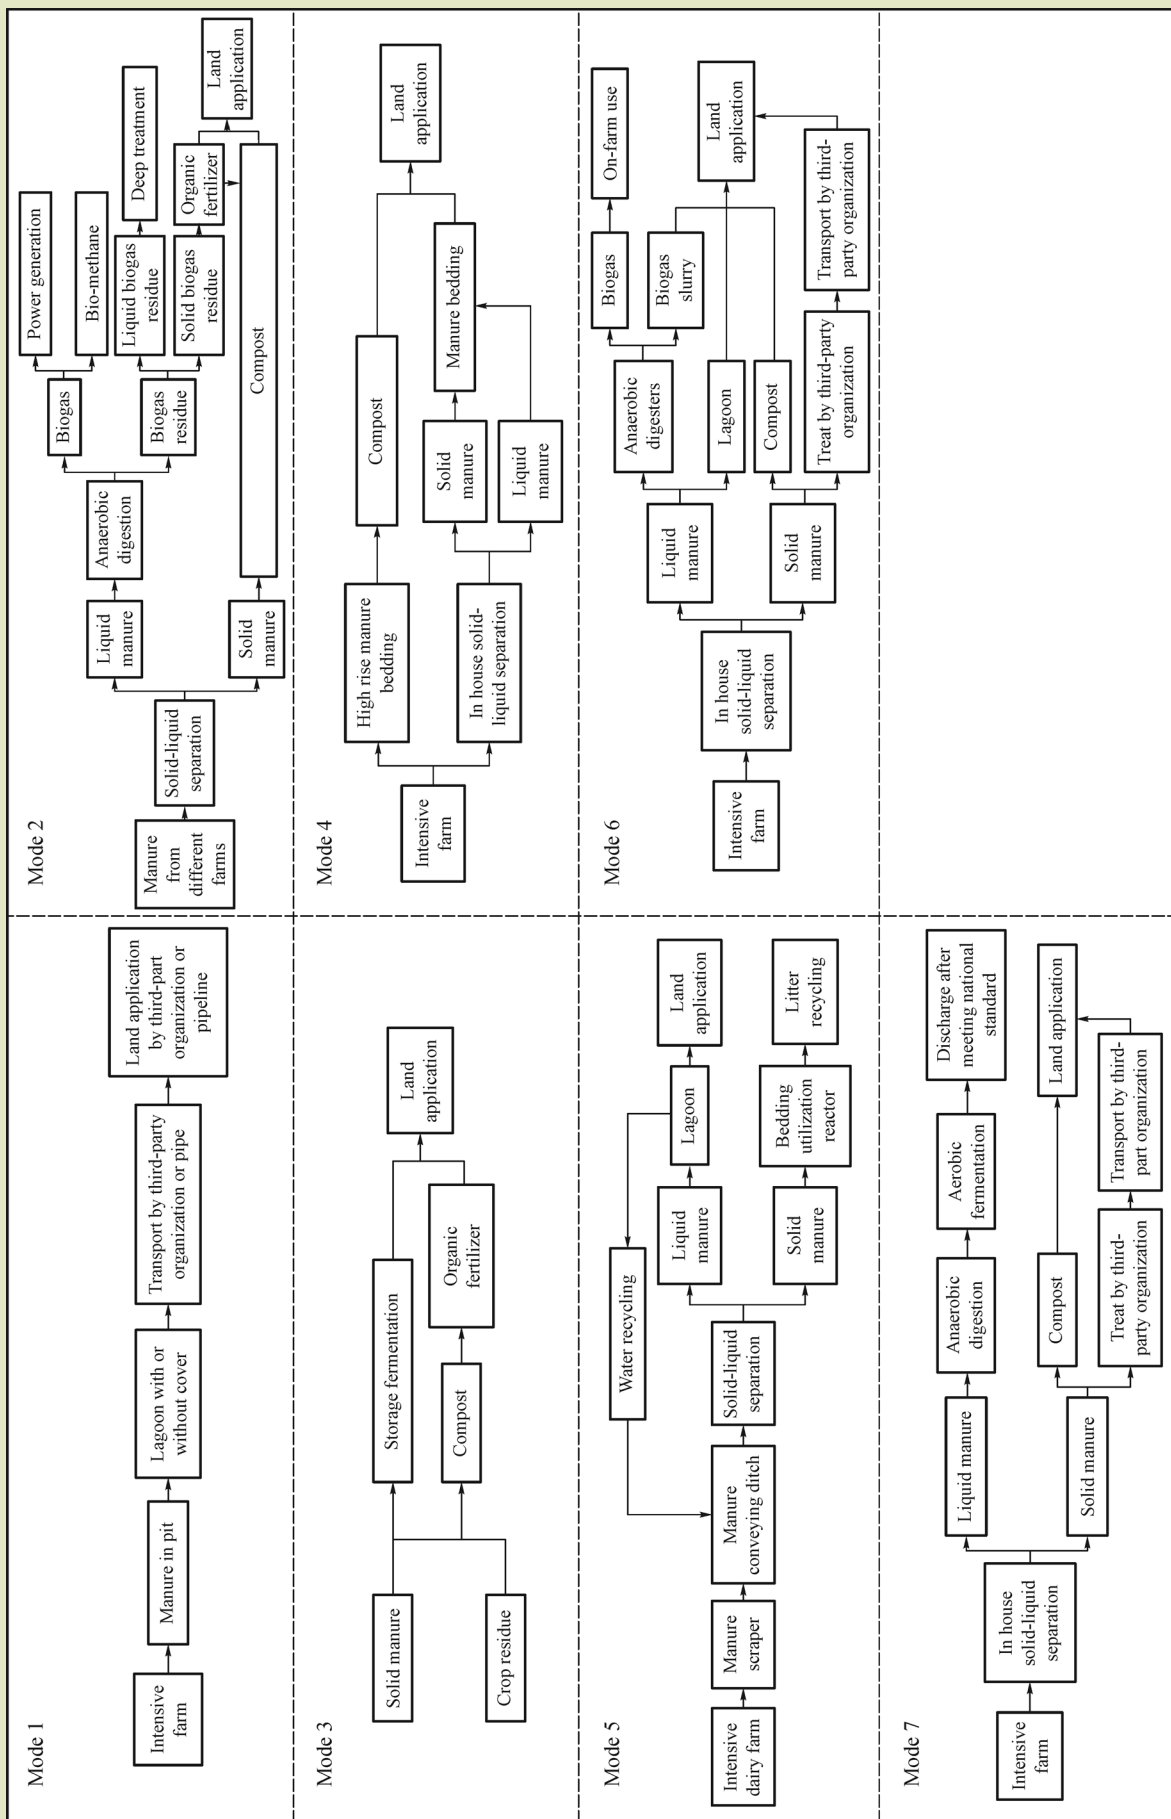 Mode 1
Intensive
farm
Manure in pit
Lagoon with or
without cover
Transport by third-party
organization or pipe
Land application
by third-part
organization or
pipeline
Mode 2
Manure
from
different
farms
Solid-liquid
separation
Liquid
manure
Solid
manure
Anaerobic
digestion
Biogas
Biogas
residue
Power generation
Bio-methane
Liquid biogas
residue
Solid biogas
residue
Deep treatment
Organic
fertilizer
Compost
Land
application
Mode 3
Solid manure
Crop residue
Storage fermentation
Compost
Organic
fertilizer
Land
application
Mode 4
Intensive
farm
High rise manure
bedding
In house solid-
liquid separation
Compost
Solid
manure
Liquid
manure
Manure bedding
Land
application
Mode 5
Intensive
dairy farm
Manure
scraper
Manure
conveying ditch
Solid-liquid
separation
Water recycling
Liquid
manure
Solid
manure
Lagoon
Bedding
utilization
reactor
Land
application
Litter
recycling
Mode 6
Intensive
farm
In house
solid-liquid
separation
Liquid
manure
Solid
manure
Anaerobic
digesters
Lagoon
Compost
Treat by third-party
organization
Biogas
Biogas
slurry
On-farm use
Transport by third-
party organization
Land
application
Mode 7
Intensive
farm
In house
solid-liquid
separation
Liquid manure
Solid manure
Anaerobic
digestion
Compost
Treat by third-
party organization
Aerobic
fermentation
Transport by third-
part organization
Discharge after
meeting national
standard
Land application